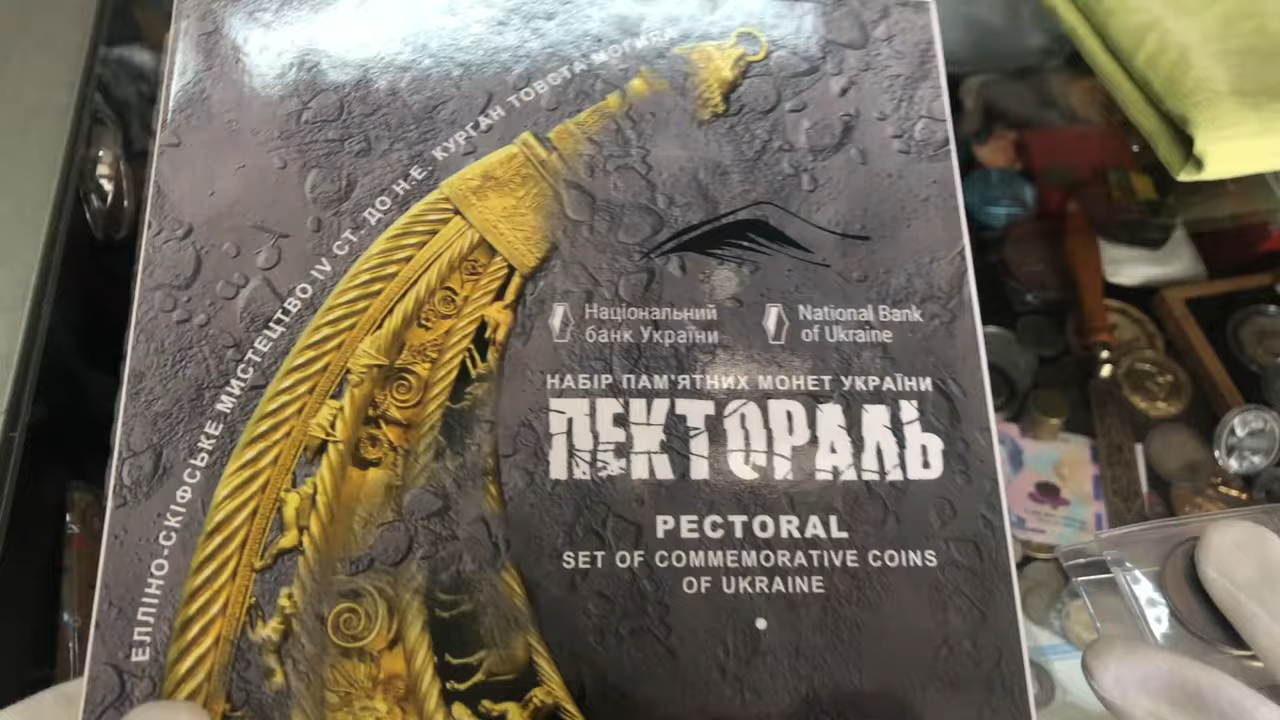 ЕЛЛІНО-СКІФСЬКЕ МИСТЕЦТВО IV СТ. ДО Н.Е. КУРГАН ТОВСТА МОГИЛА
Національний
банк України
National Bank
of Ukraine
НАБІР ПАМ'ЯТНИХ МОНЕТ УКРАЇНИ
ПЕКТОРАЛЬ
PECTORAL
SET OF COMMEMORATIVE COINS
OF UKRAINE